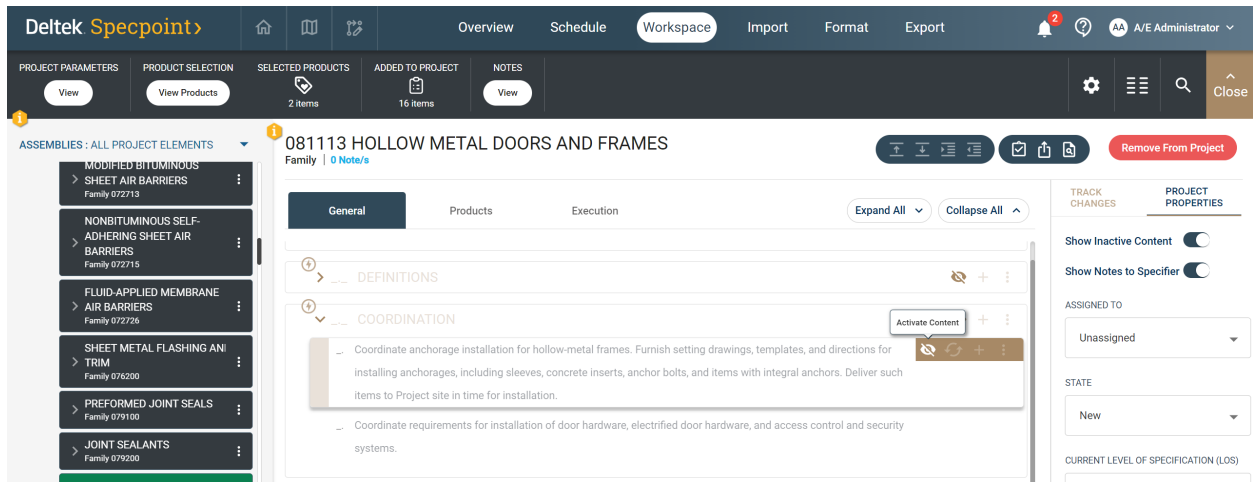 Deltek Specpoint
Overview
Schedule
Workspace
Import
Format
Export
2
AA
A/E Administrator
PROJECT PARAMETERS
View
PRODUCT SELECTION
View Products
SELECTED PRODUCTS
2 items
ADDED TO PROJECT
16 items
NOTES
View
Close
ASSEMBLIES : ALL PROJECT ELEMENTS
MODIFIED BITUMINOUS
SHEET AIR BARRIERS
Family 072713
NONBITUMINOUS SELF-
ADHERING SHEET AIR
BARRIERS
Family 072715
FLUID-APPLIED MEMBRANE
AIR BARRIERS
Family 072726
SHEET METAL FLASHING AN
TRIM
Family 076200
PREFORMED JOINT SEALS
Family 079100
JOINT SEALANTS
Family 079200
081113 HOLLOW METAL DOORS AND FRAMES
Family | 0 Note/s
Remove From Project
General
Products
Execution
Expand All
Collapse All
_._ DEFINITIONS
_._ COORDINATION
Activate Content
_. Coordinate anchorage installation for hollow-metal frames. Furnish setting drawings, templates, and directions for
installing anchorages, including sleeves, concrete inserts, anchor bolts, and items with integral anchors. Deliver such
items to Project site in time for installation.
_. Coordinate requirements for installation of door hardware, electrified door hardware, and access control and security
systems.
TRACK
CHANGES
PROJECT
PROPERTIES
Show Inactive Content
Show Notes to Specifier
ASSIGNED TO
Unassigned
STATE
New
CURRENT LEVEL OF SPECIFICATION (LOS)